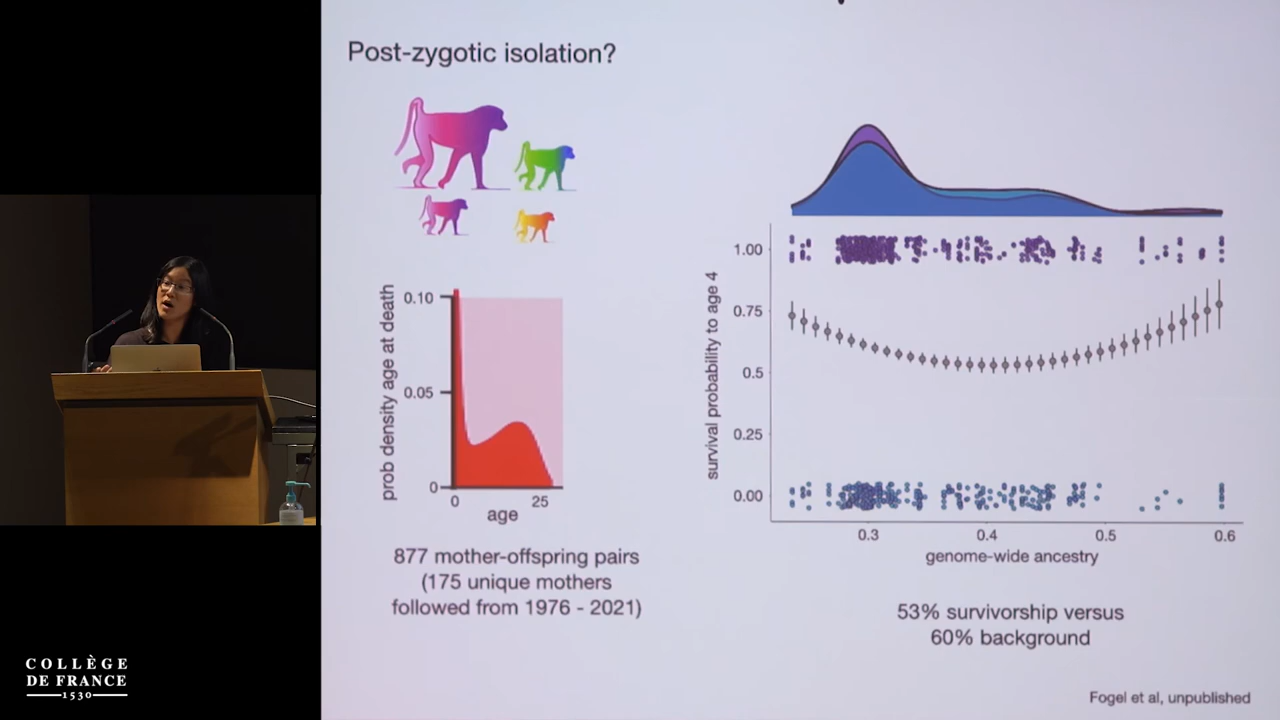 Post-zygotic isolation?
prob density age at death
0.10
0.05
0
0
25
age
877 mother-offspring pairs
(175 unique mothers
followed from 1976 - 2021)
survival probability to age 4
1.00
0.75
0.5
0.25
0.00
0.3
0.4
0.5
0.6
genome-wide ancestry
53% survivorship versus
60% background
Fogel et al, unpublished
COLLÈGE
DE FRANCE
1530